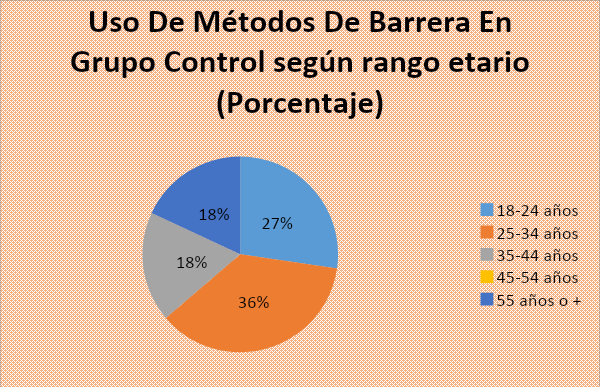 Uso De Métodos De Barrera En
Grupo Control según rango etario
(Porcentaje)
18%
27%
18%
36%
18-24 años
25-34 años
35-44 años
45-54 años
55 años o +